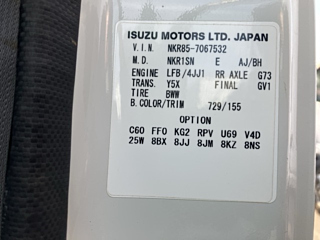 ISUZU MOTORS LTD. JAPAN
V.I.N. NKR85-7067532
M.D. NKR1SN E AJ/BH
ENGINE LFB/4JJ1 RR AXLE G73
TRANS. Y5X FINAL GV1
TIRE BWW
B.COLOR/TRIM 729/155
OPTION
C60 FF0 KG2 RPV U69 V4D
25W 8BX 8JJ 8JM 8KZ 8NS